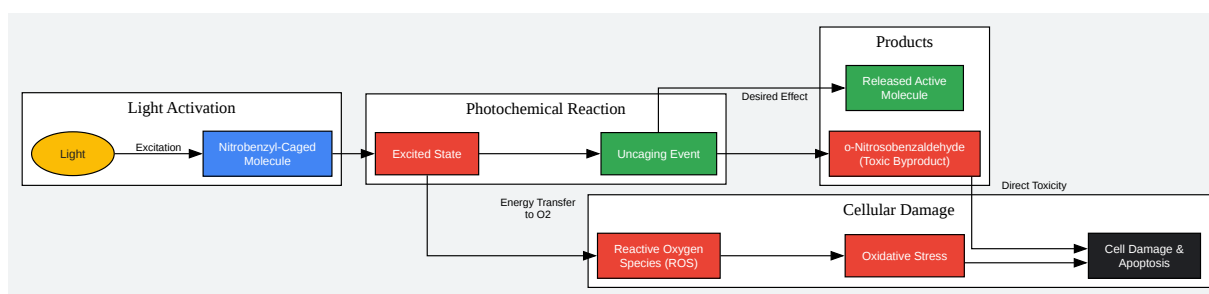 Light Activation
Light
Excitation
Nitrobenzyl-Caged
Molecule
Photochemical Reaction
Excited State
Uncaging Event
Desired Effect
Products
Released Active
Molecule
o-Nitrosobenzaldehyde
(Toxic Byproduct)
Direct Toxicity
Energy Transfer
to O2
Cellular Damage
Reactive Oxygen
Species (ROS)
Oxidative Stress
Cell Damage &
Apoptosis